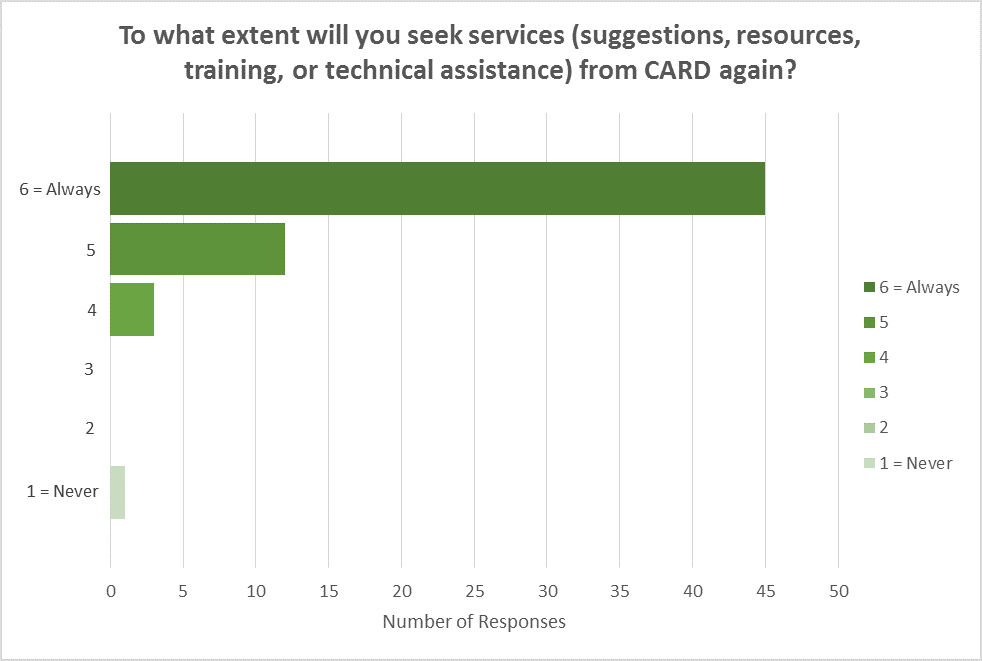 To what extent will you seek services (suggestions, resources,
training, or technical assistance) from CARD again?
6 = Always
5
4
3
2
1 = Never
0 5 10 15 20 25 30 35 40 45 50
Number of Responses
6 = Always
5
4
3
2
1 = Never